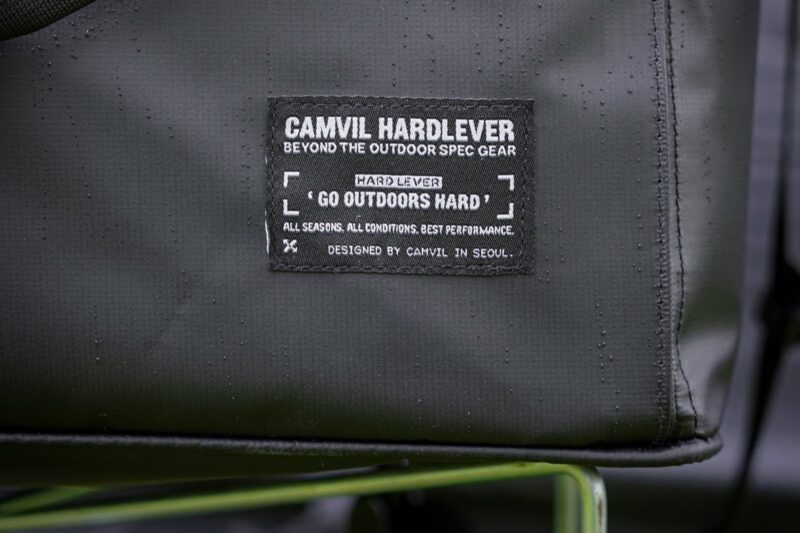 CAMVIL HARDLEVER
BEYOND THE OUTDOOR SPEC GEAR
HARD LEVER
‘ GO OUTDOORS HARD ’
ALL SEASONS. ALL CONDITIONS. BEST PERFORMANCE.
DESIGNED BY CAMVIL IN SEOUL.